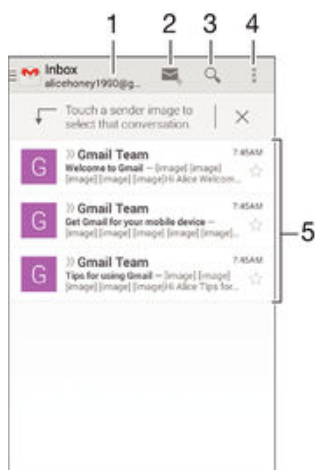 1 2 3 4
Inbox
alicehoney1990@g...
Touch a sender image to
select that conversation
G
» Gmail Team 7:45AM
Welcome to Gmail – [image] [image]
[image] [image] [image]Hi Alice Welcom...
G
» Gmail Team 7:45AM
Get Gmail for your mobile device –
[image] [image] [image] [image] [image]...
G
» Gmail Team 7:45AM
Tips for using Gmail – [image] [image]
[image] [image] [image]Hi Alice Tips for...
5